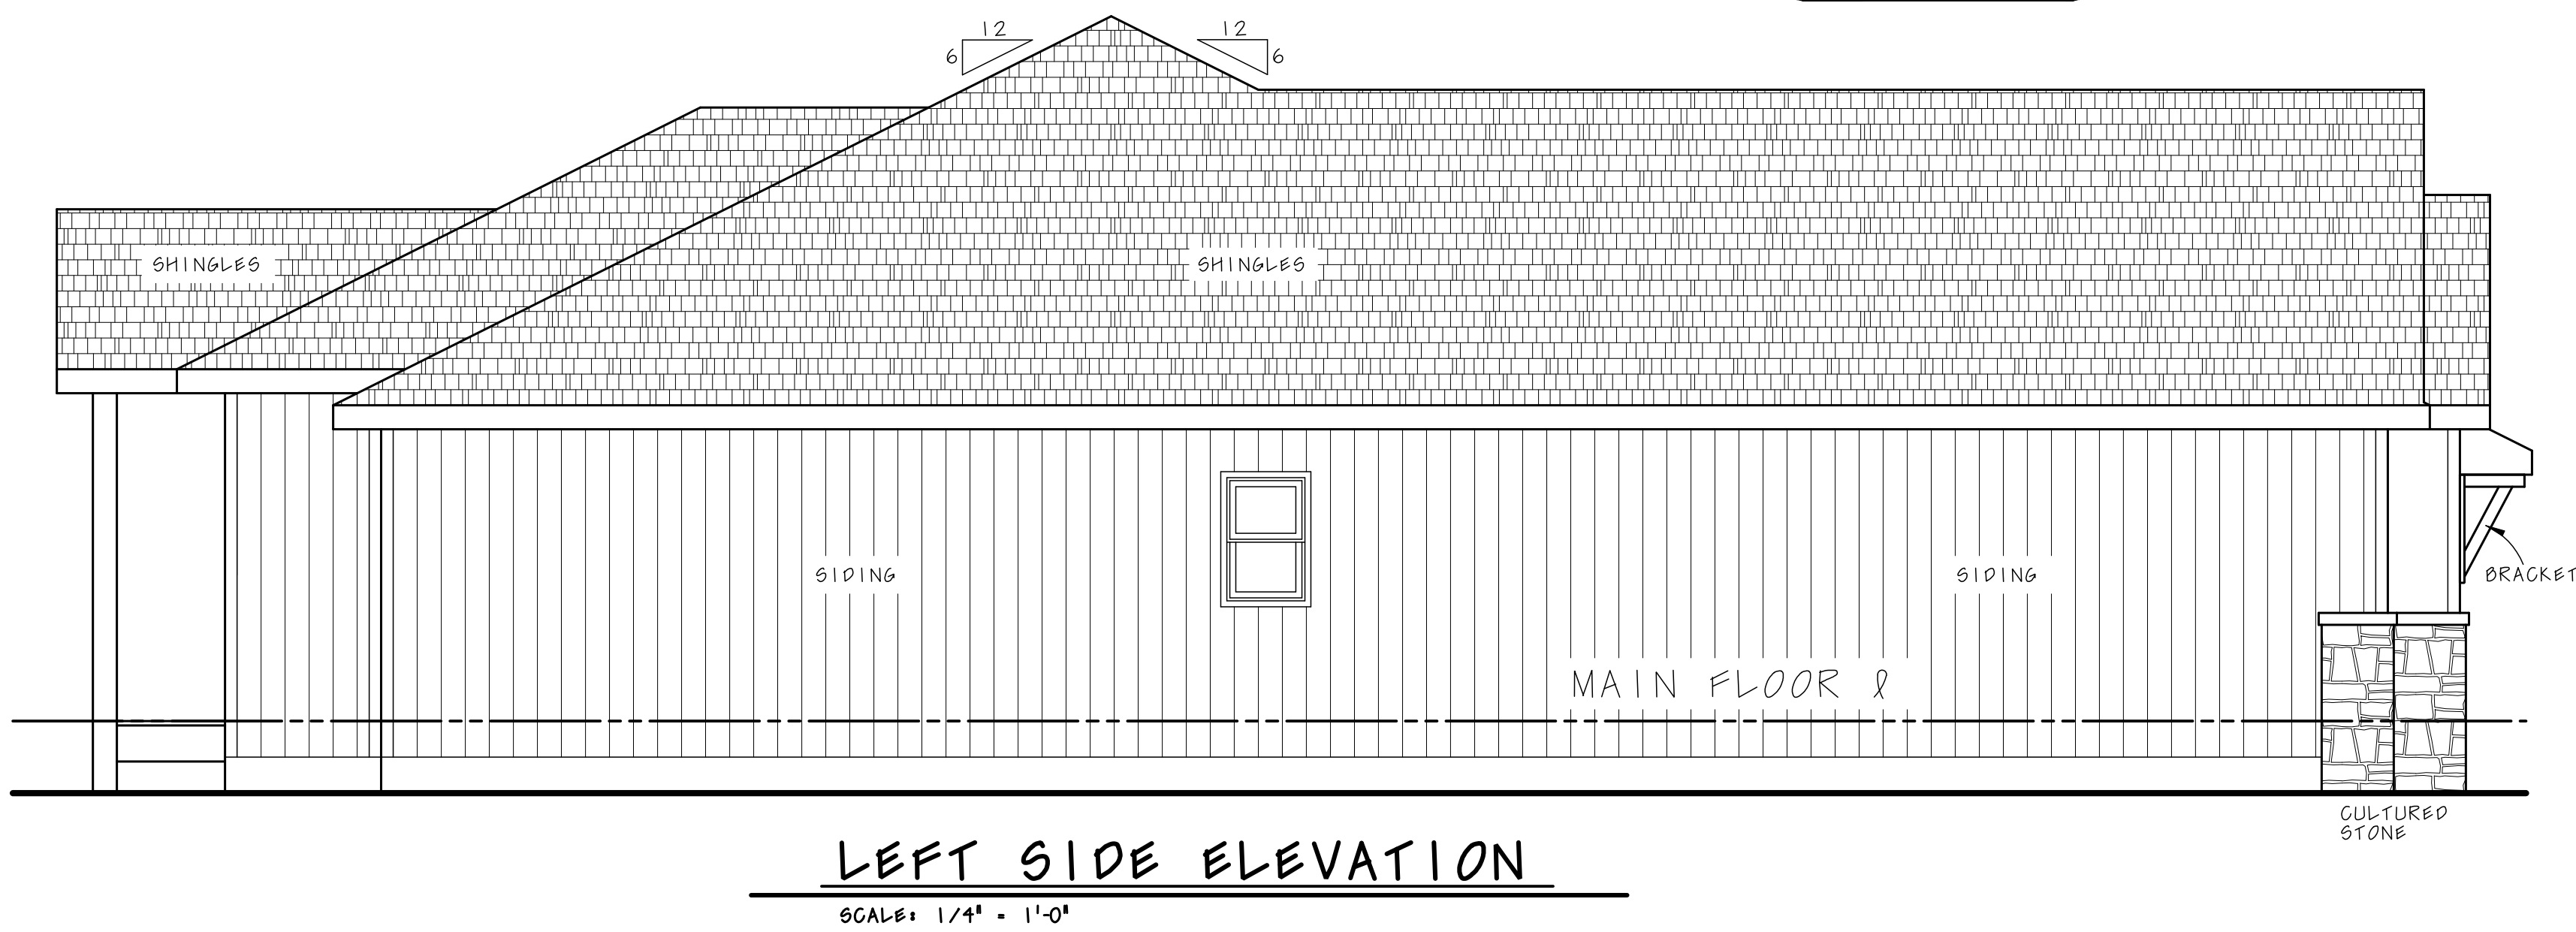 12
12
6
6
SHINGLES
SHINGLES
SIDING
SIDING
BRACKET
MAIN FLOOR
CULTURED
STONE
LEFT SIDE ELEVATION
SCALE: 1/4" = 1'-0"